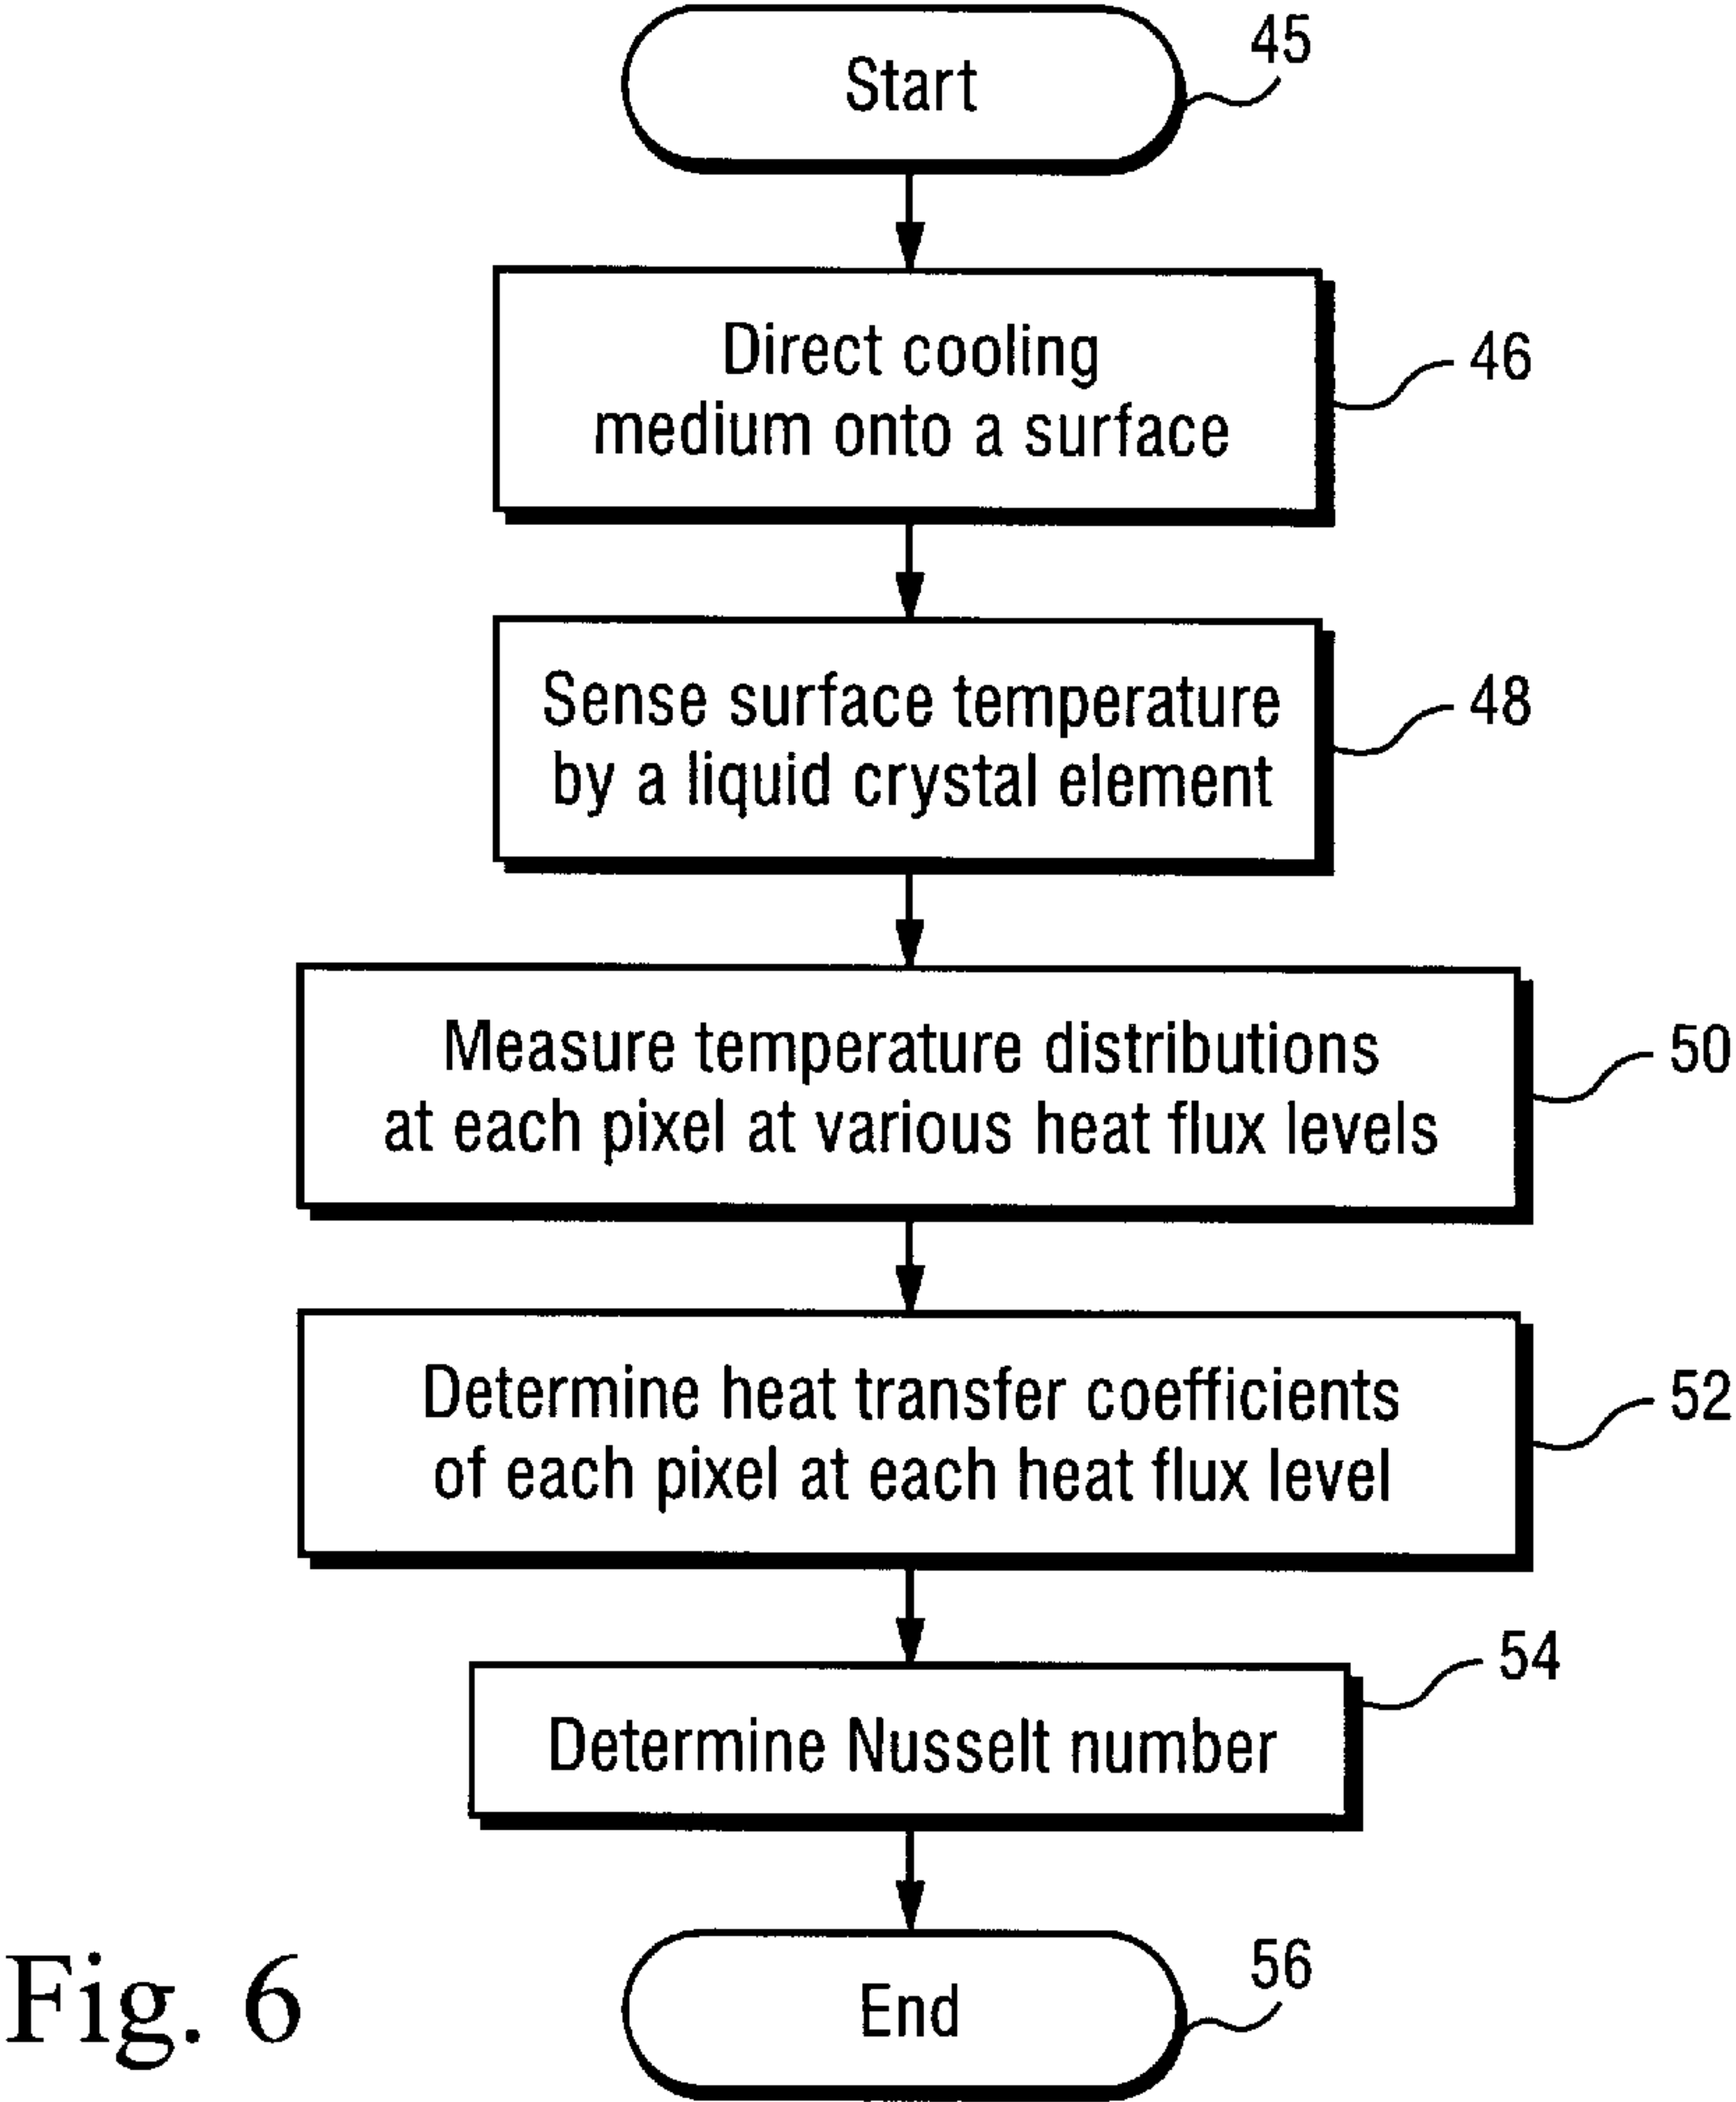 Start
45
Direct cooling
medium onto a surface
46
Sense surface temperature
by a liquid crystal element
48
Measure temperature distributions
at each pixel at various heat flux levels
50
Determine heat transfer coefficients
of each pixel at each heat flux level
52
Determine Nusselt number
54
End
56
Fig. 6